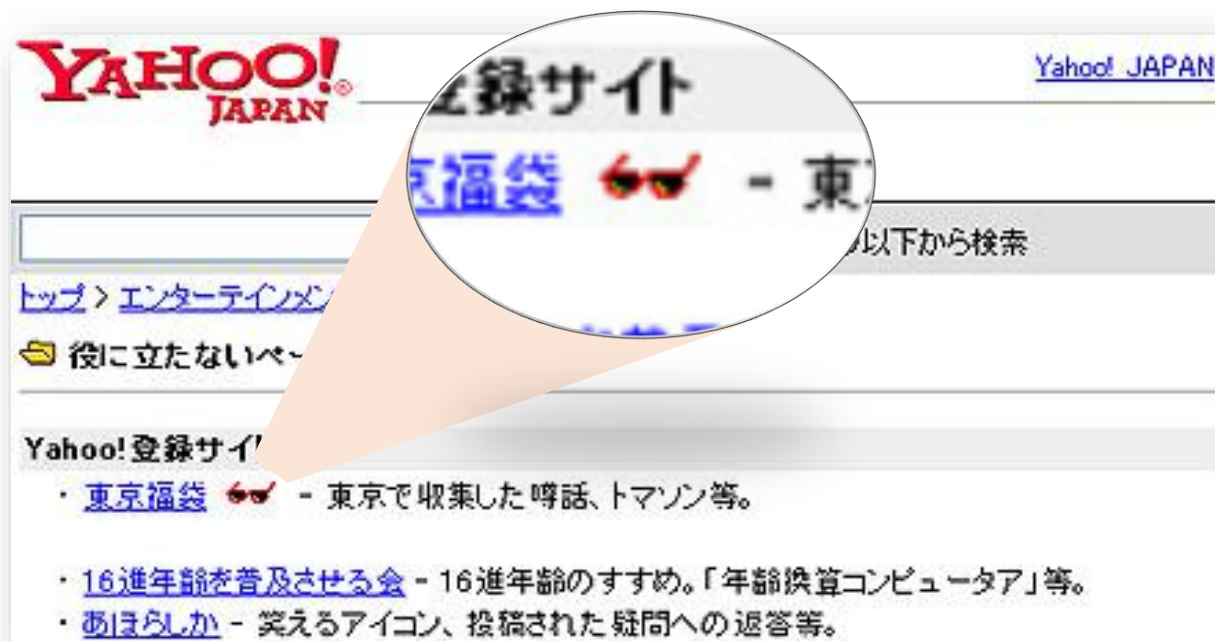 YAHOO!
JAPAN
Yahoo! JAPAN
登録サイト
京福袋 - 東
以下から検索
トップ > エンターテインメン
役に立たないペー
Yahoo!登録サイ
・ 東京福袋 - 東京で収集した噂話、トマソン等。
・ 16進年齢を普及させる会 - 16進年齢のすすめ。「年齢換算コンピュータア」等。
・ あほらしか - 笑えるアイコン、投稿された疑問への返答等。